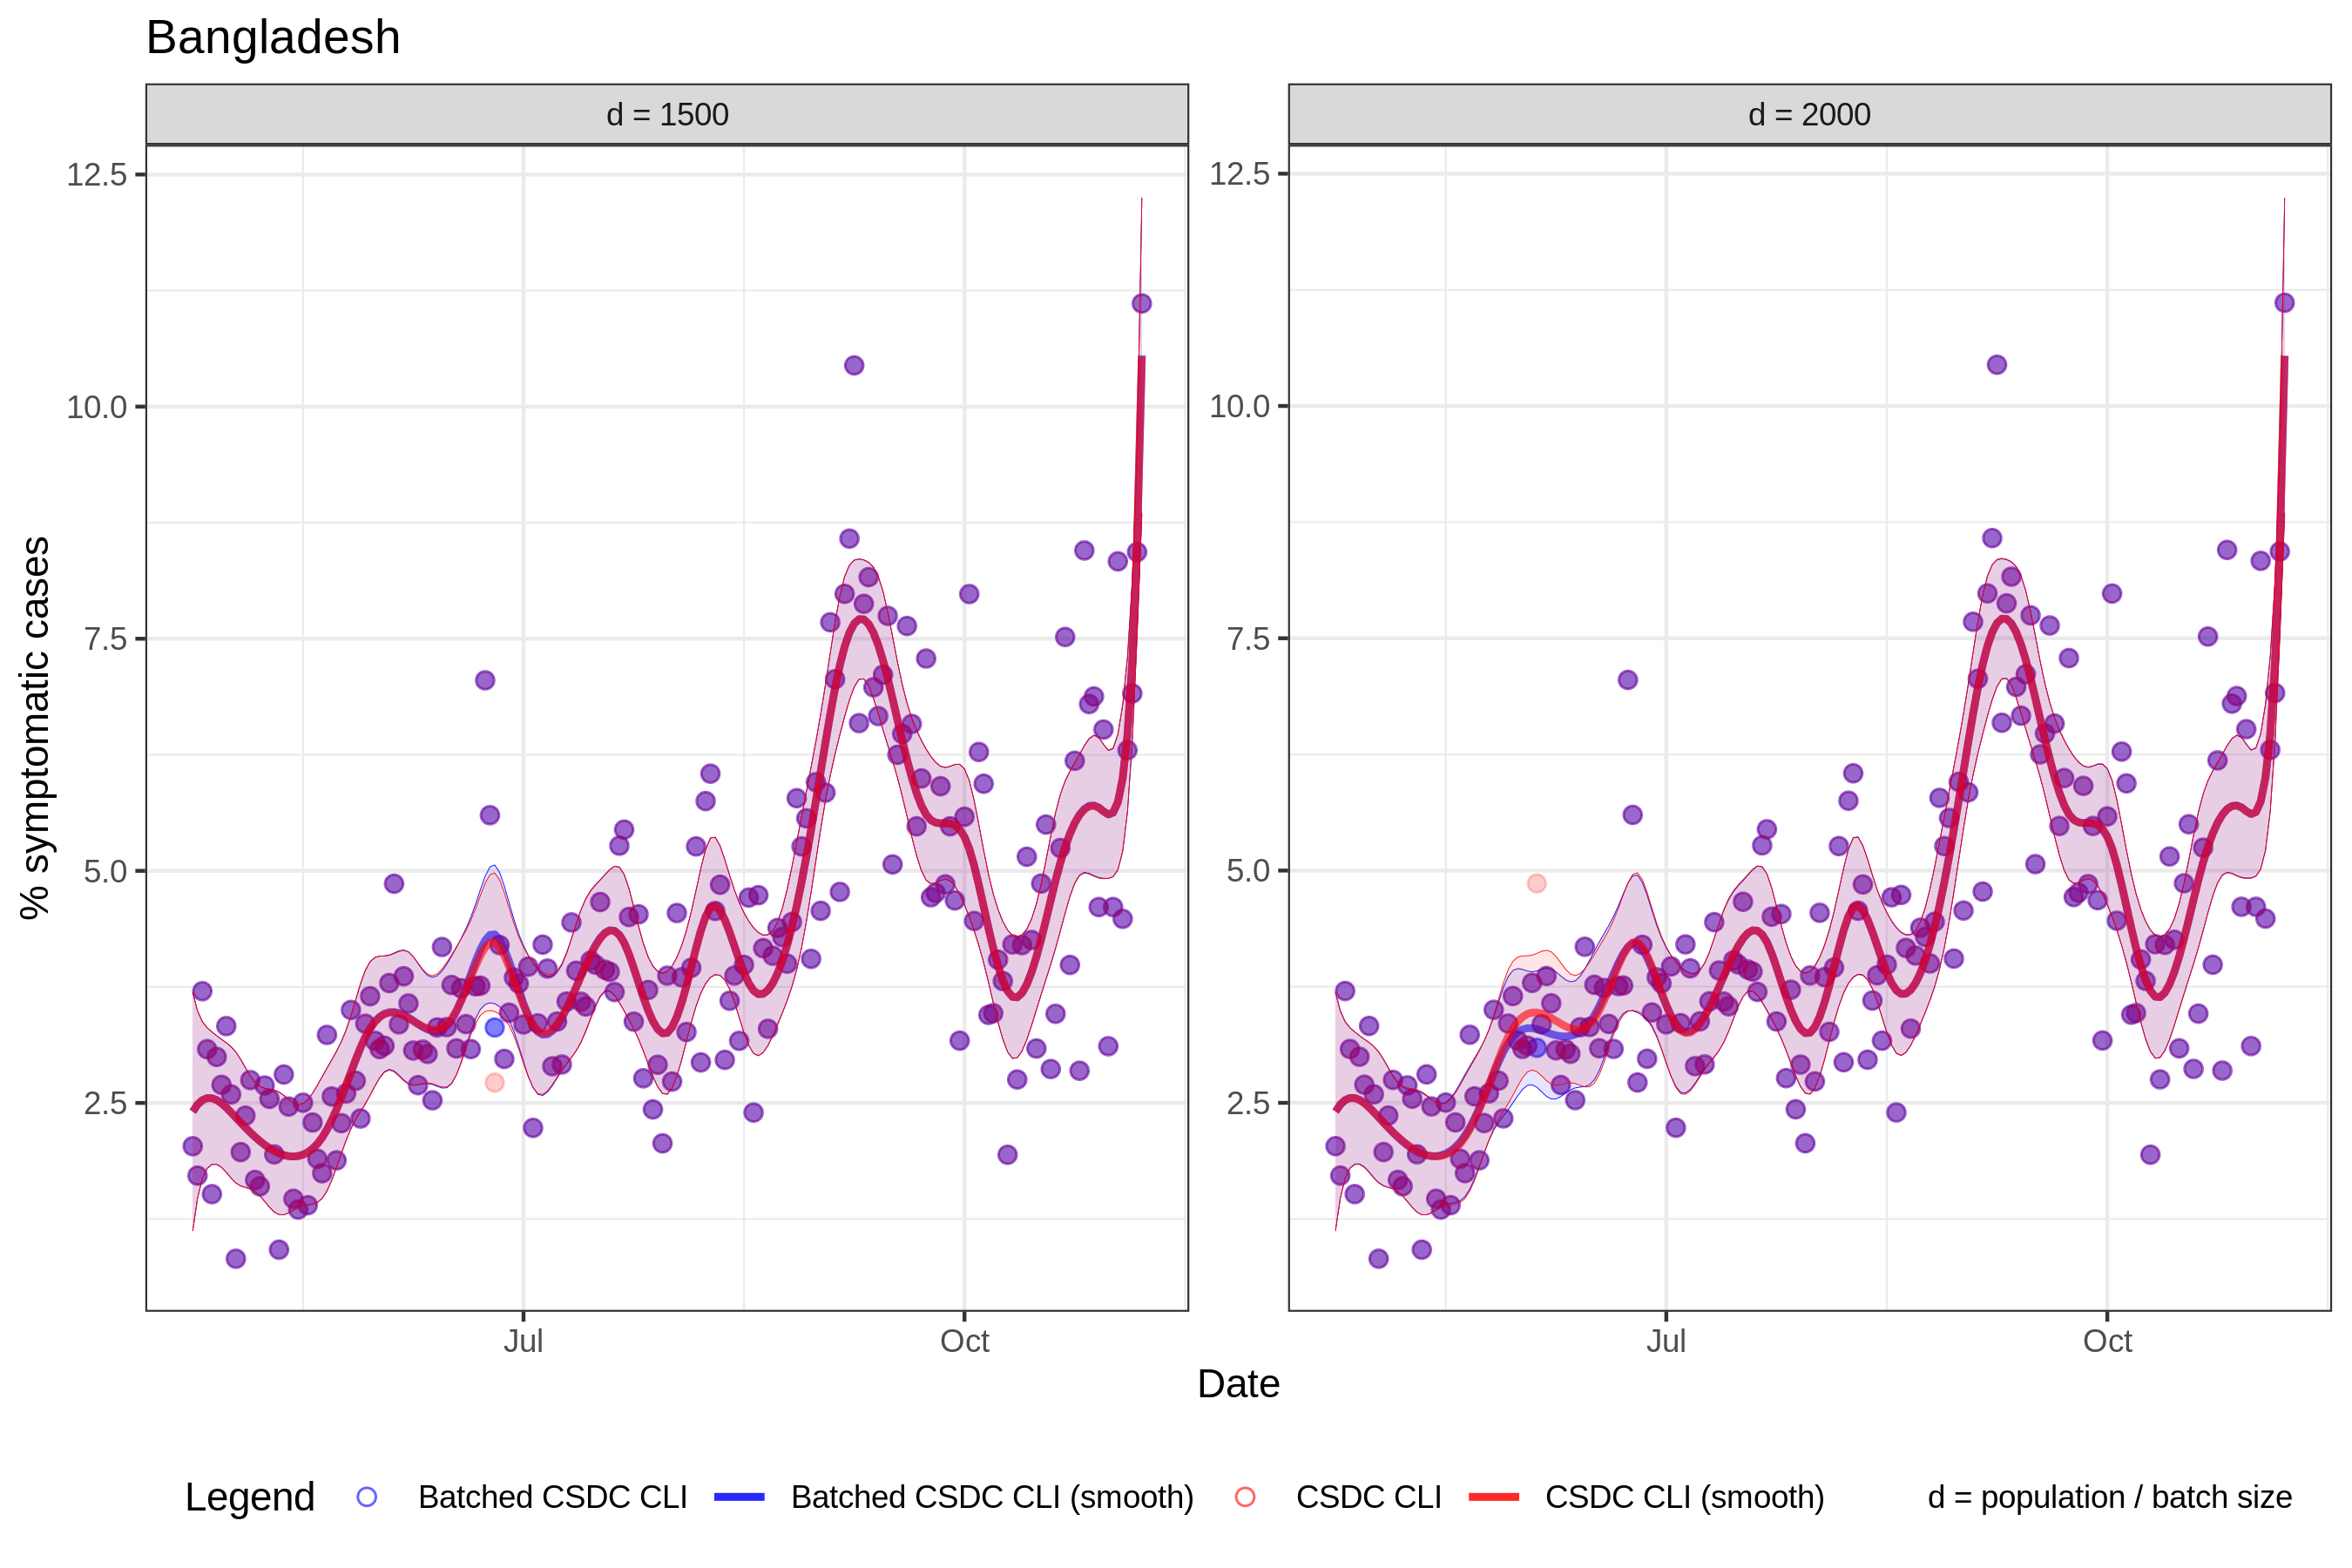 Bangladesh
d = 1500
d = 2000
% symptomatic cases
12.5
10.0
7.5
5.0
2.5
12.5
10.0
7.5
5.0
2.5
Jul
Oct
Jul
Oct
Date
Legend
Batched CSDC CLI
Batched CSDC CLI (smooth)
CSDC CLI
CSDC CLI (smooth)
d = population / batch size